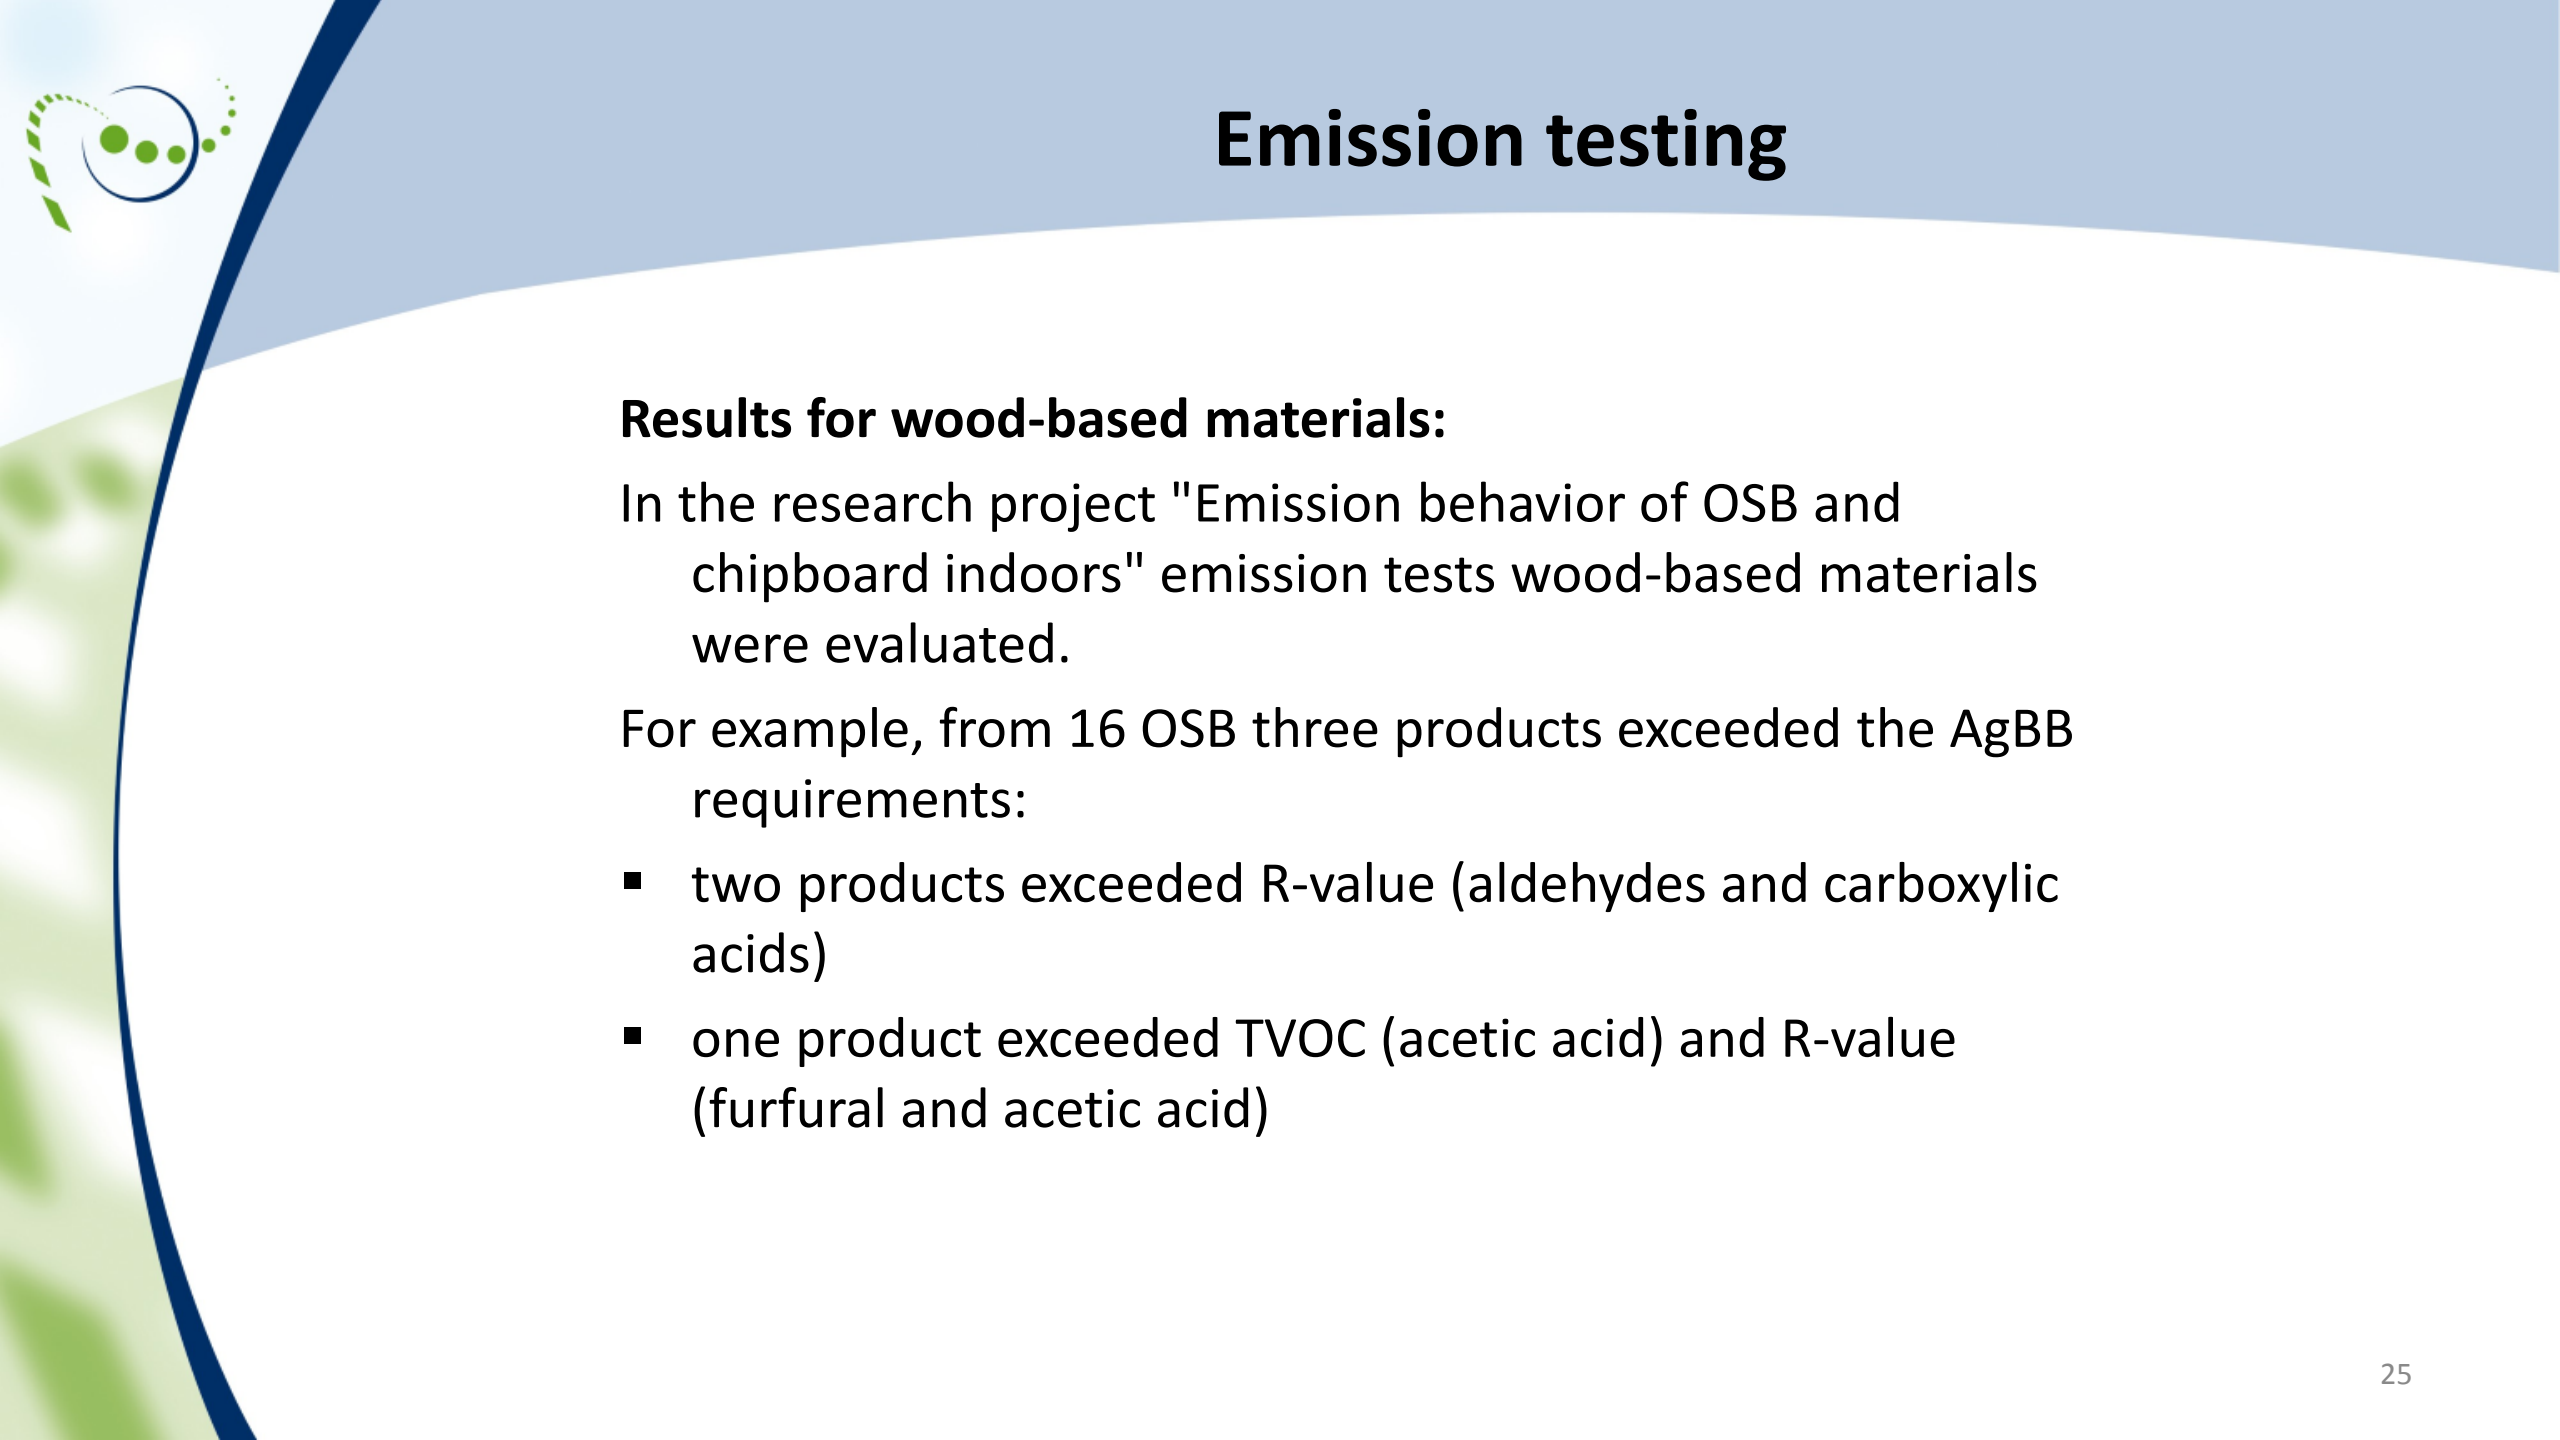 Emission testing
Results for wood-based materials:
In the research project "Emission behavior of OSB and
chipboard indoors" emission tests wood-based materials
were evaluated.
For example, from 16 OSB three products exceeded the AgBB
requirements:
▪ two products exceeded R-value (aldehydes and carboxylic
acids)
▪ one product exceeded TVOC (acetic acid) and R-value
(furfural and acetic acid)
25